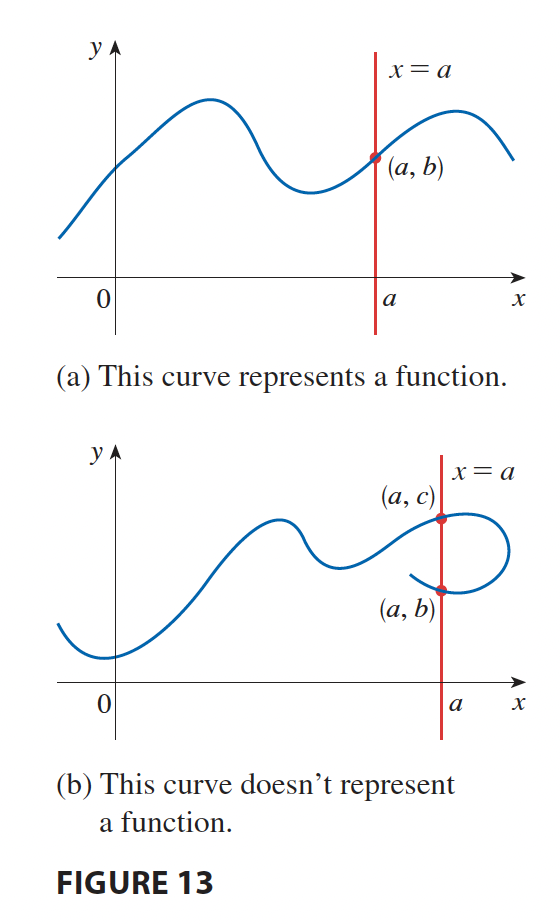 y
x = a
(a, b)
0
a
x
(a) This curve represents a function.
y
x = a
(a, c)
(a, b)
0
a
x
(b) This curve doesn’t represent
a function.
FIGURE 13